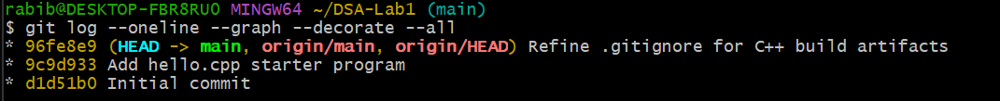 rabib@DESKTOP-FBR8RU0 MINGW64 ~/DSA-Lab1 (main)
$ git log --oneline --graph --decorate --all
* 96fe8e9 (HEAD -> main, origin/main, origin/HEAD) Refine .gitignore for C++ build artifacts
* 9c9d933 Add hello.cpp starter program
* d1d51b0 Initial commit